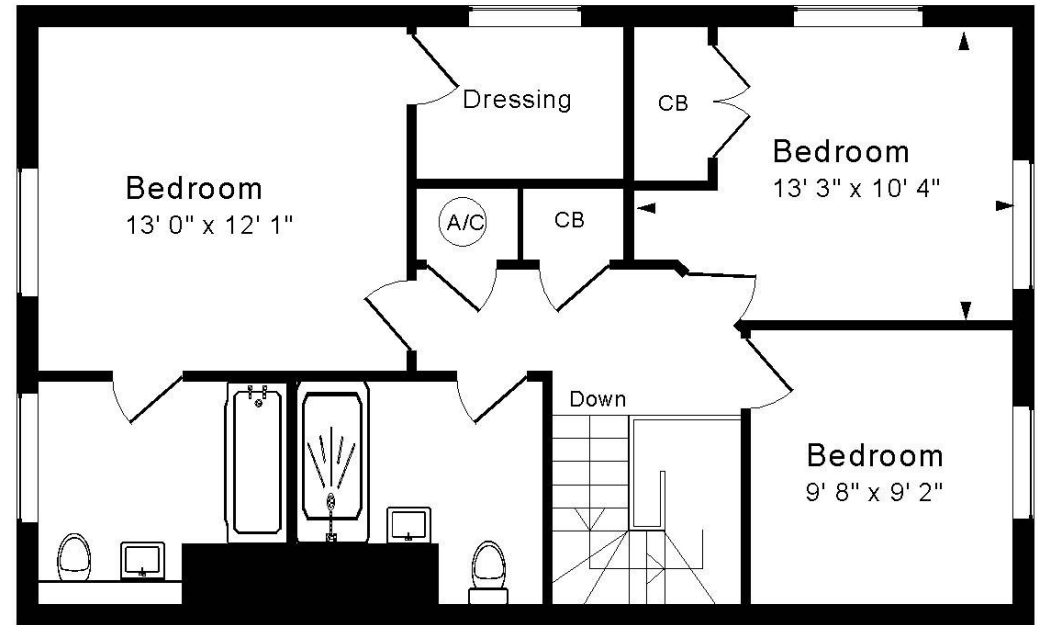 Dressing
CB
Bedroom
13' 3" x 10' 4"
Bedroom
13' 0" x 12' 1"
A/C
CB
Down
Bedroom
9' 8" x 9' 2"